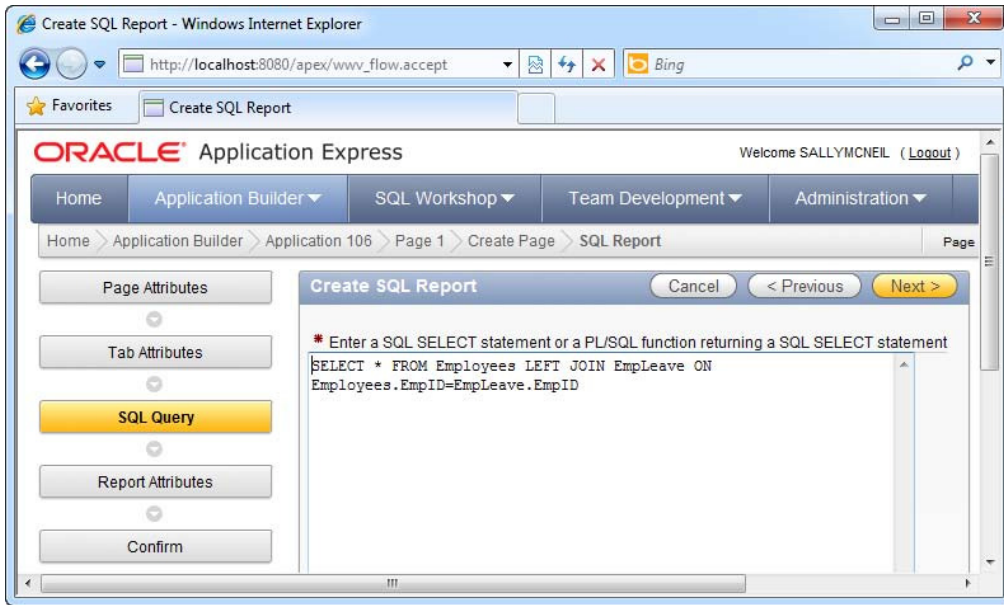 Create SQL Report - Windows Internet Explorer
http://localhost:8080/apex/wwv_flow.accept
Bing
Favorites
Create SQL Report
ORACLE Application Express
Welcome SALLYMCNEIL ( Logout )
Home
Application Builder
SQL Workshop
Team Development
Administration
Home > Application Builder > Application 106 > Page 1 > Create Page > SQL Report
Page
Page Attributes
Tab Attributes
SQL Query
Report Attributes
Confirm
Create SQL Report
Cancel
< Previous
Next >
* Enter a SQL SELECT statement or a PL/SQL function returning a SQL SELECT statement
SELECT * FROM Employees LEFT JOIN EmpLeave ON
Employees.EmpID=EmpLeave.EmpID